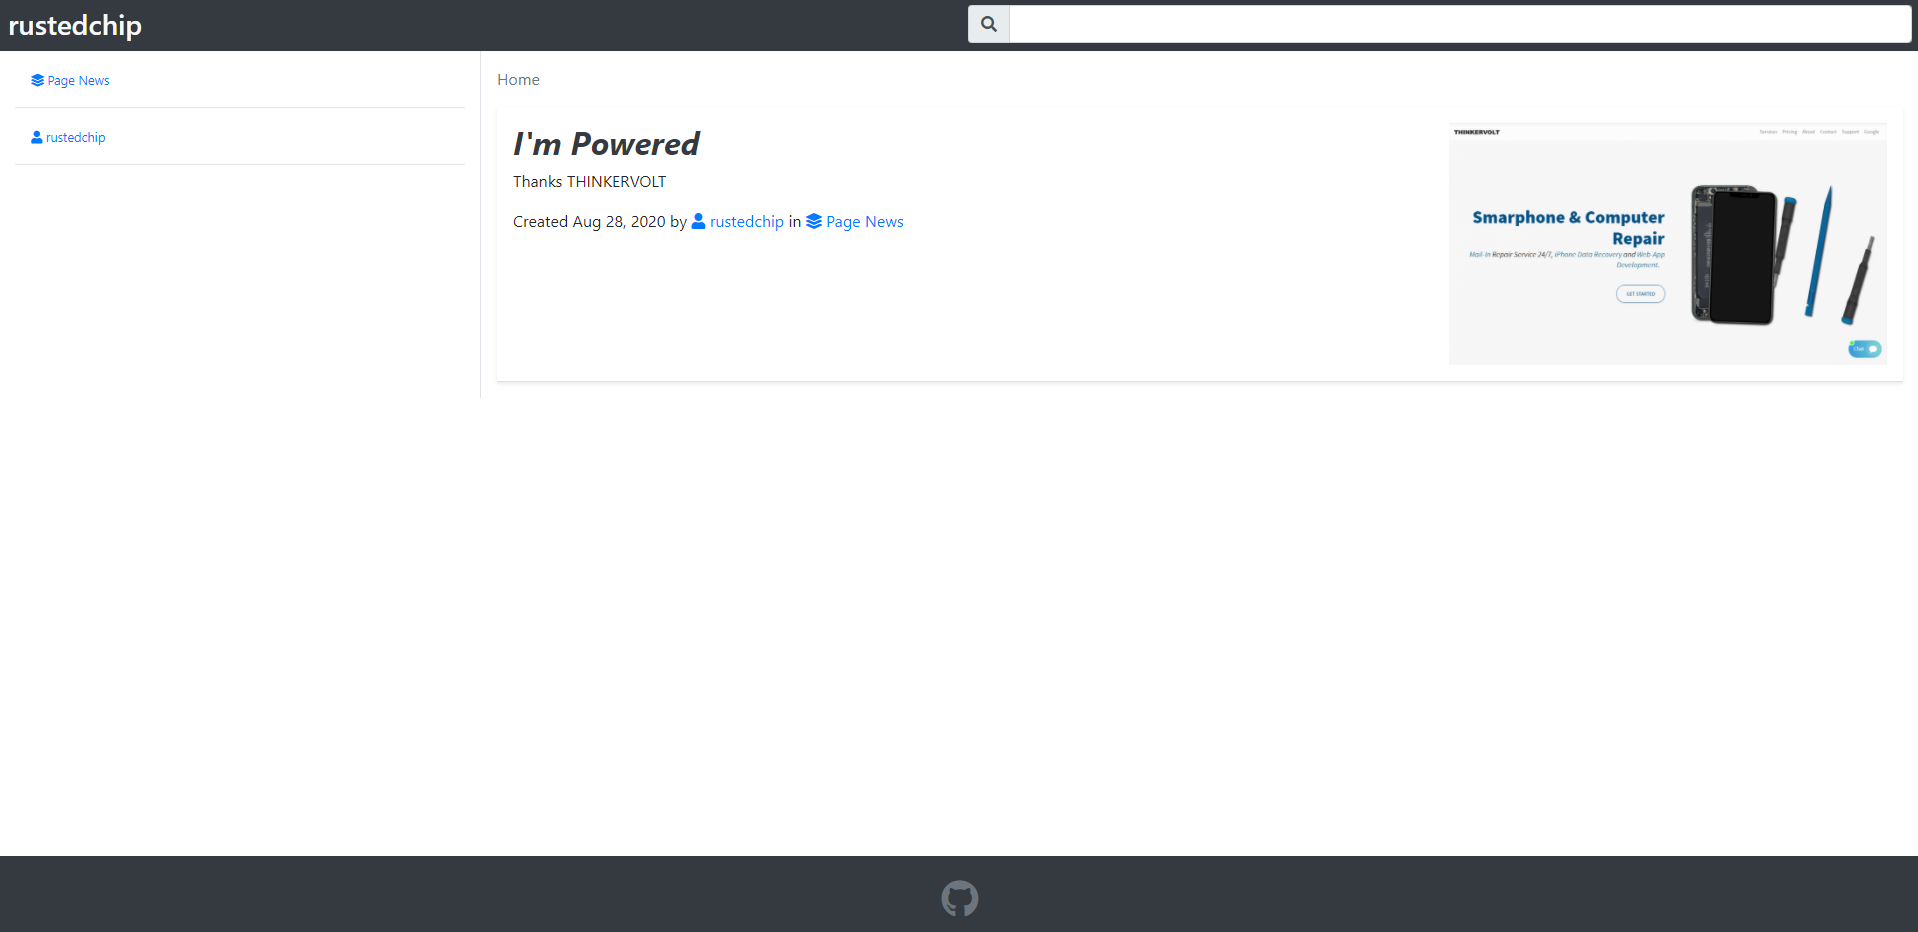 rustedchip
Page News
rustedchip
Home
I'm Powered
Thanks THINKERVOLT
Created Aug 28, 2020 by rustedchip in Page News
THINKERVOLT
Services Pricing About Contact Support Google
Smarphone & Computer
Repair
Mail-In Repair Service 24/7, iPhone Data Recovery and Web-App
Development.
GET STARTED
Chat